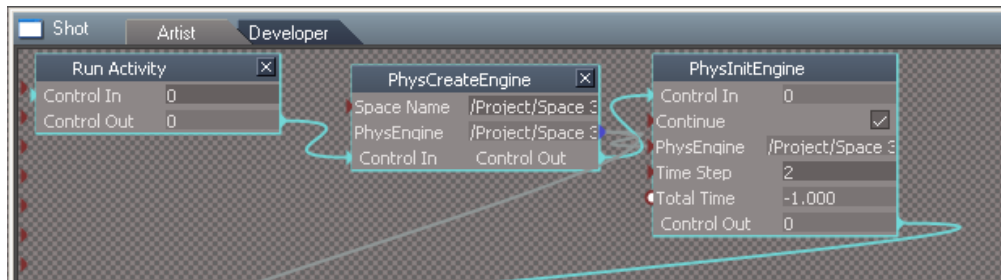 Shot Artist Developer
Run Activity
Control In 0
Control Out 0
PhysCreateEngine
Space Name /Project/Space 3
PhysEngine /Project/Space 3
Control In Control Out
PhysInitEngine
Control In 0
Continue
PhysEngine /Project/Space 3
Time Step 2
Total Time -1.000
Control Out 0